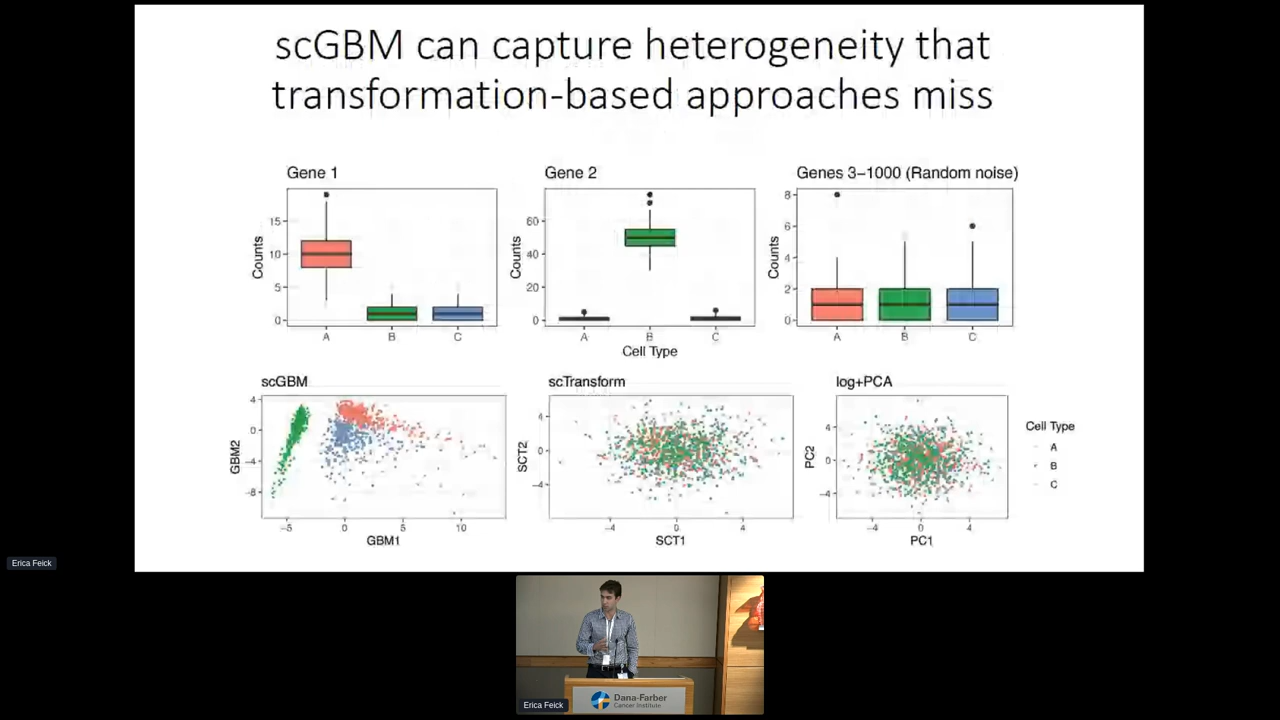 scGBM can capture heterogeneity that
transformation-based approaches miss
Gene 1
Counts
15
10
5
0
A
B
C
Gene 2
Counts
60
40
20
0
A
B
C
Cell Type
Genes 3–1000 (Random noise)
Counts
8
6
4
2
0
A
B
C
scGBM
GBM2
4
0
−4
−8
−5
0
5
10
GBM1
scTransform
SCT2
4
0
−4
−4
0
4
SCT1
log+PCA
PC2
4
0
−4
−4
0
4
PC1
Cell Type
A
B
C
Erica Feick
Erica Feick
Dana-Farber
Cancer Institute